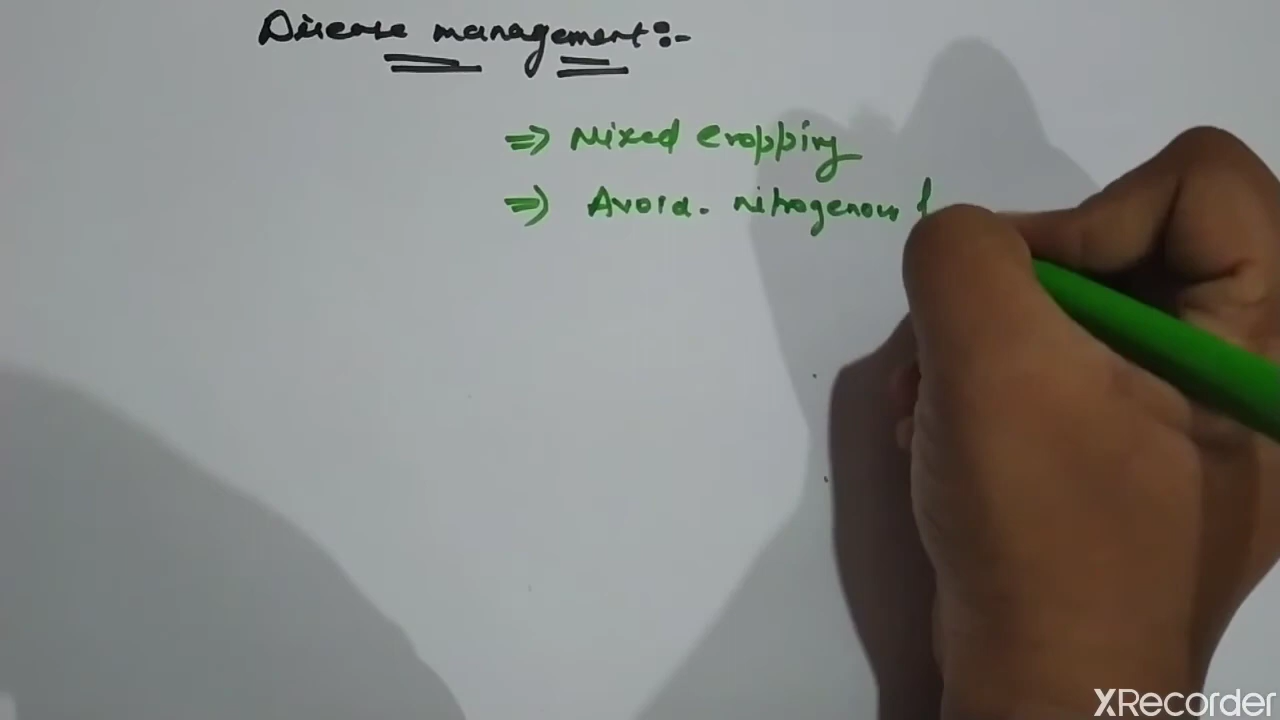 Disease management:-
⇒ Mixed cropping
⇒ Avoid. nitrogenous f
XRecorder